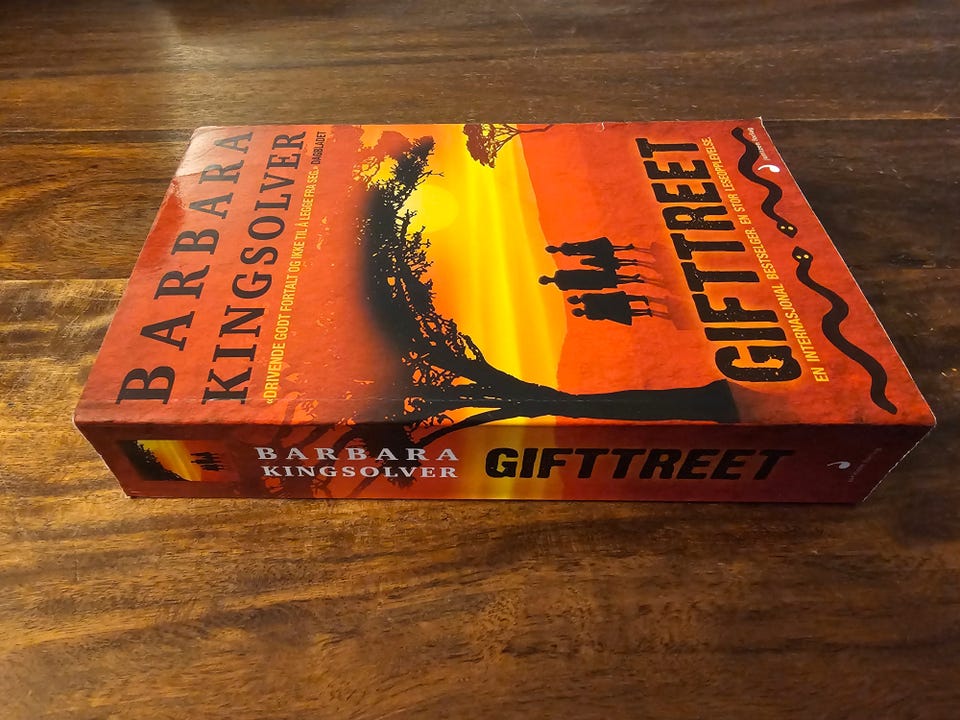 BARBARA
KINGSOLVER
«DRIVENDE GODT FORTALT OG IKKE TIL Å LEGGE FRA SEG.» DAGBLADET
GIFTTREET
EN INTERNASJONAL BESTSELGER. EN STOR LESEOPPLEVELSE.
BARBARA
KINGSOLVER
GIFTTREET